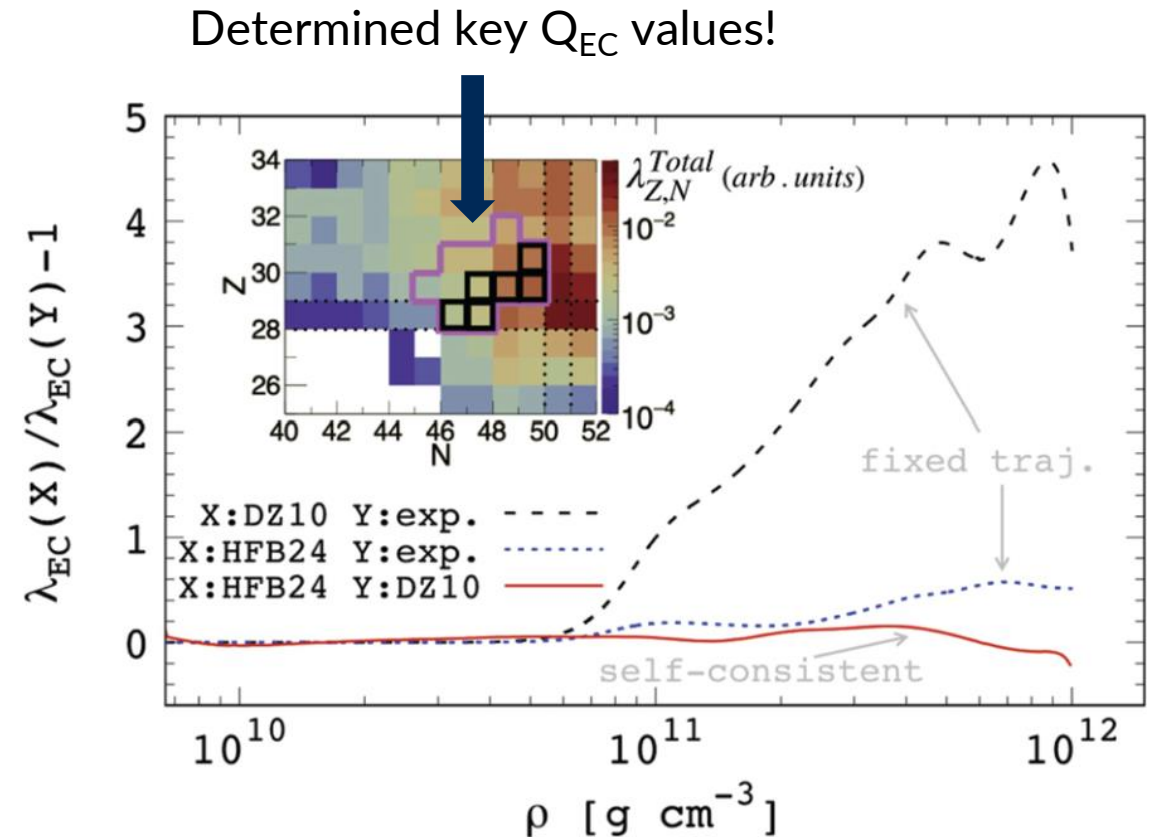 Determined key Q_EC values!
5
4
3
2
1
0
λ_EC(X)/λ_EC(Y)-1
34
32
30
28
26
Z
40 42 44 46 48 50 52
N
λ^Total_Z,N (arb. units)
10^-2
10^-3
10^-4
fixed traj.
X:DZ10 Y:exp.
X:HFB24 Y:exp.
X:HFB24 Y:DZ10
self-consistent
10^10 10^11 10^12
ρ [g cm^-3]